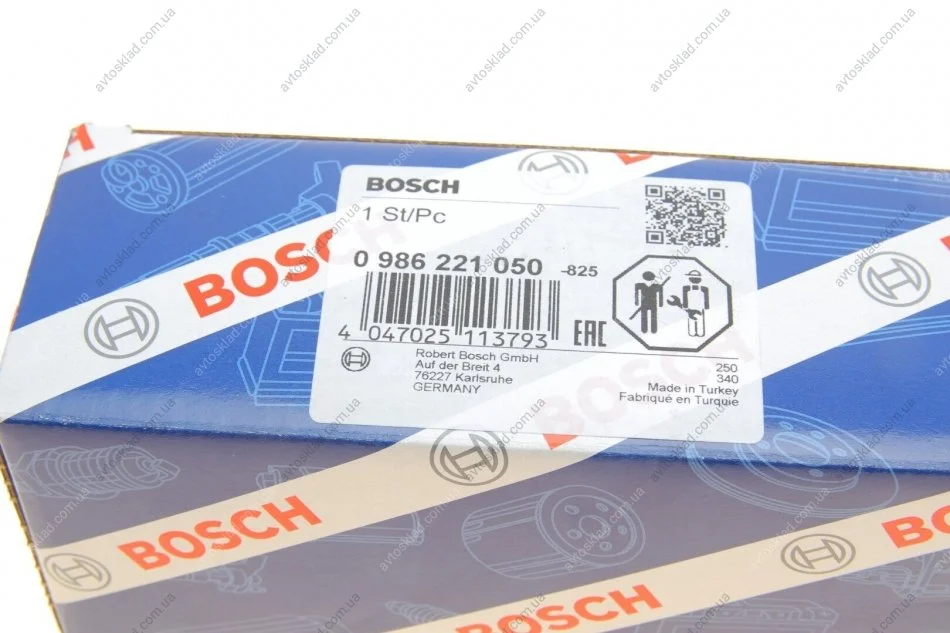 H
BOSCH
BOSCH
1 St/Pc
0 986 221 050 -825
4 047025 113793
EAC
Robert Bosch GmbH
Auf der Breit 4
76227 Karlsruhe
GERMANY
250
340
Made in Turkey
Fabriqué en Turquie
BOSCH
BOSCH
BOSCH
BO
avtosklad.com.ua